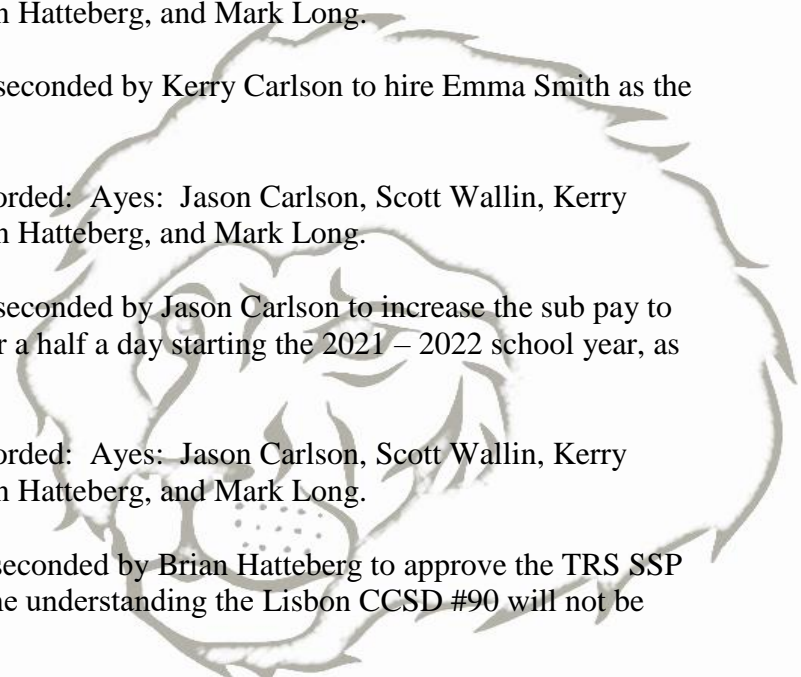 Hatteberg, and Mark Long.
seconded by Kerry Carlson to hire Emma Smith as the
Ayes: Jason Carlson, Scott Wallin, Kerry
Hatteberg, and Mark Long.
seconded by Jason Carlson to increase the sub pay to
a half a day starting the 2021 – 2022 school year, as
Ayes: Jason Carlson, Scott Wallin, Kerry
Hatteberg, and Mark Long.
seconded by Brian Hatteberg to approve the TRS SSP
understanding the Lisbon CCSD #90 will not be